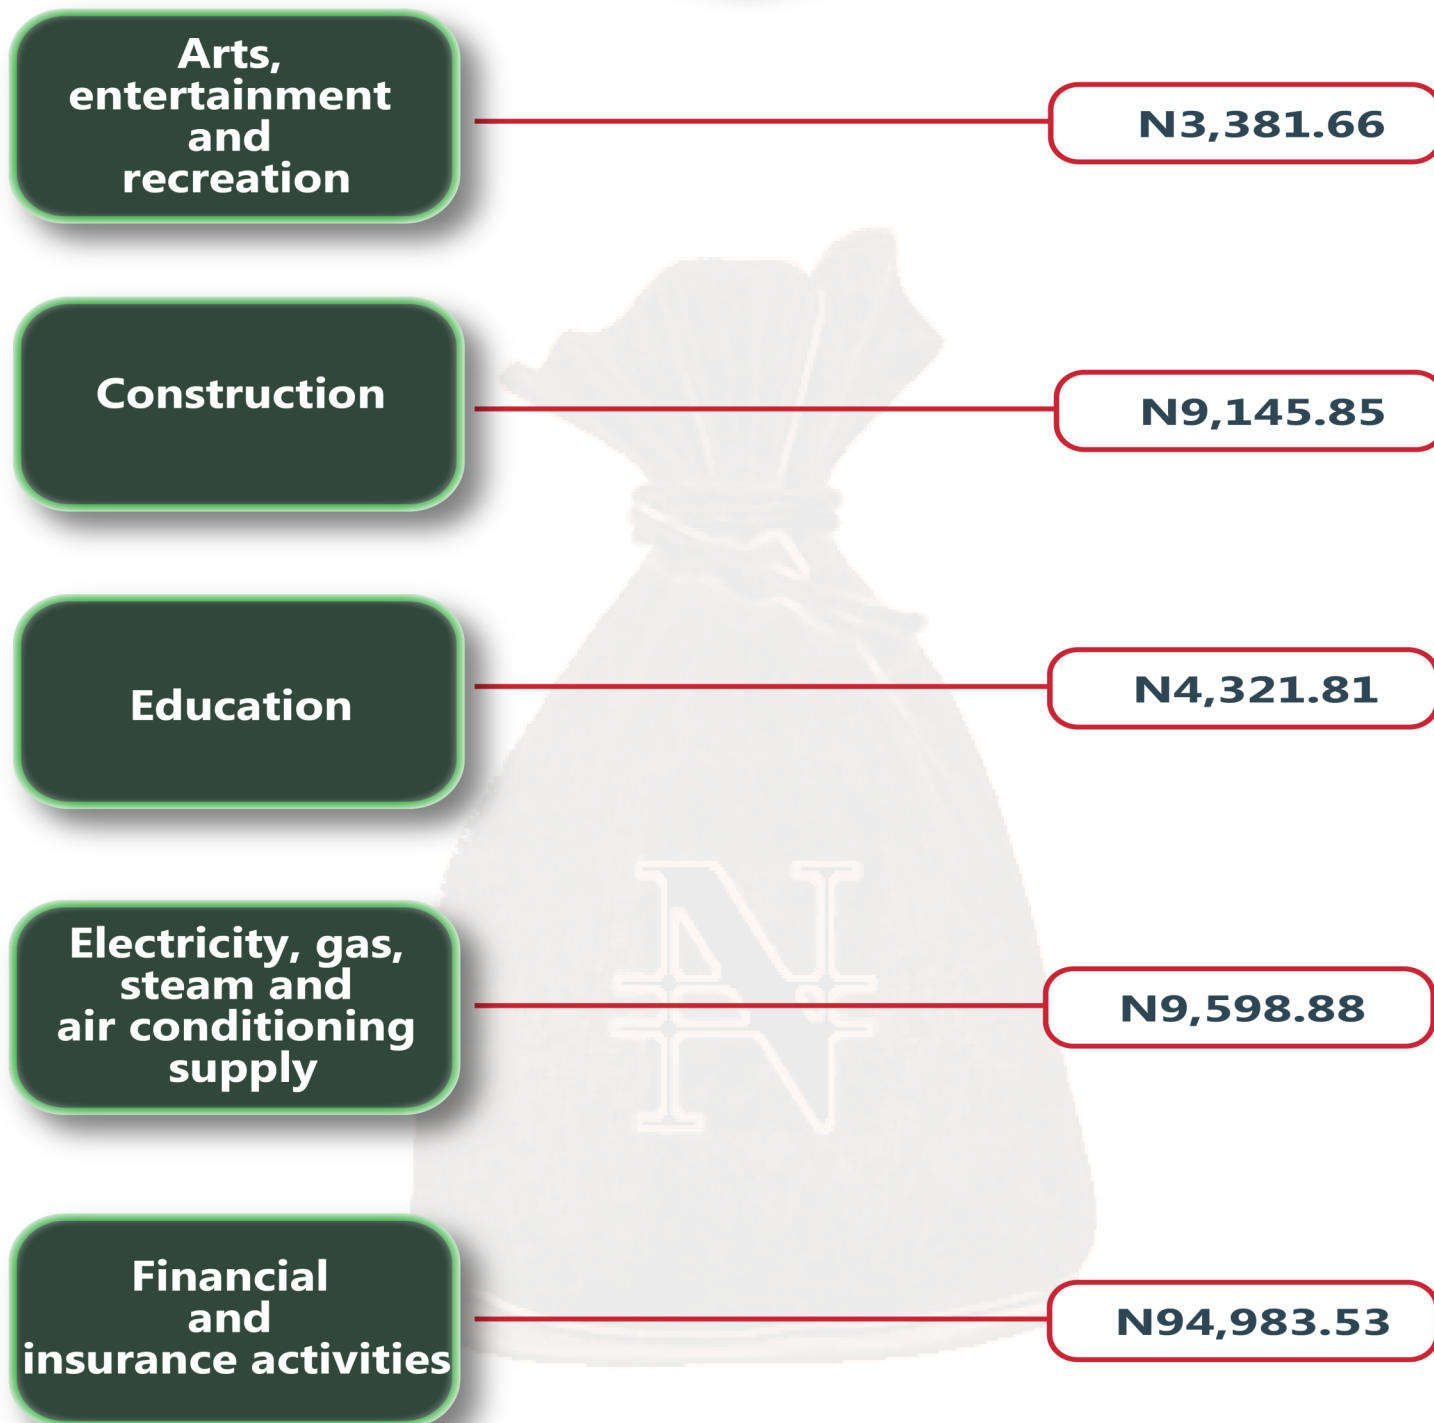 Arts,
entertainment
and
recreation
N3,381.66
Construction
N9,145.85
Education
N4,321.81
Electricity, gas,
steam and
air conditioning
supply
N9,598.88
Financial
and
insurance activities
N94,983.53
N